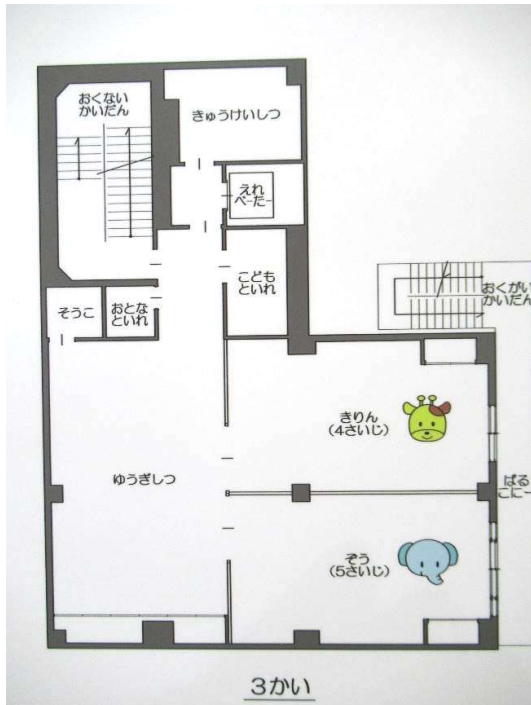 おくない
かいだん
きゅうけいしつ
えれ
べーだー
こども
といれ
おくがい
かいだん
そうこ
おとな
といれ
きりん
(4さいじ)
ゆうぎしつ
ばる
こにー
ぞう
(5さいじ)
3かい